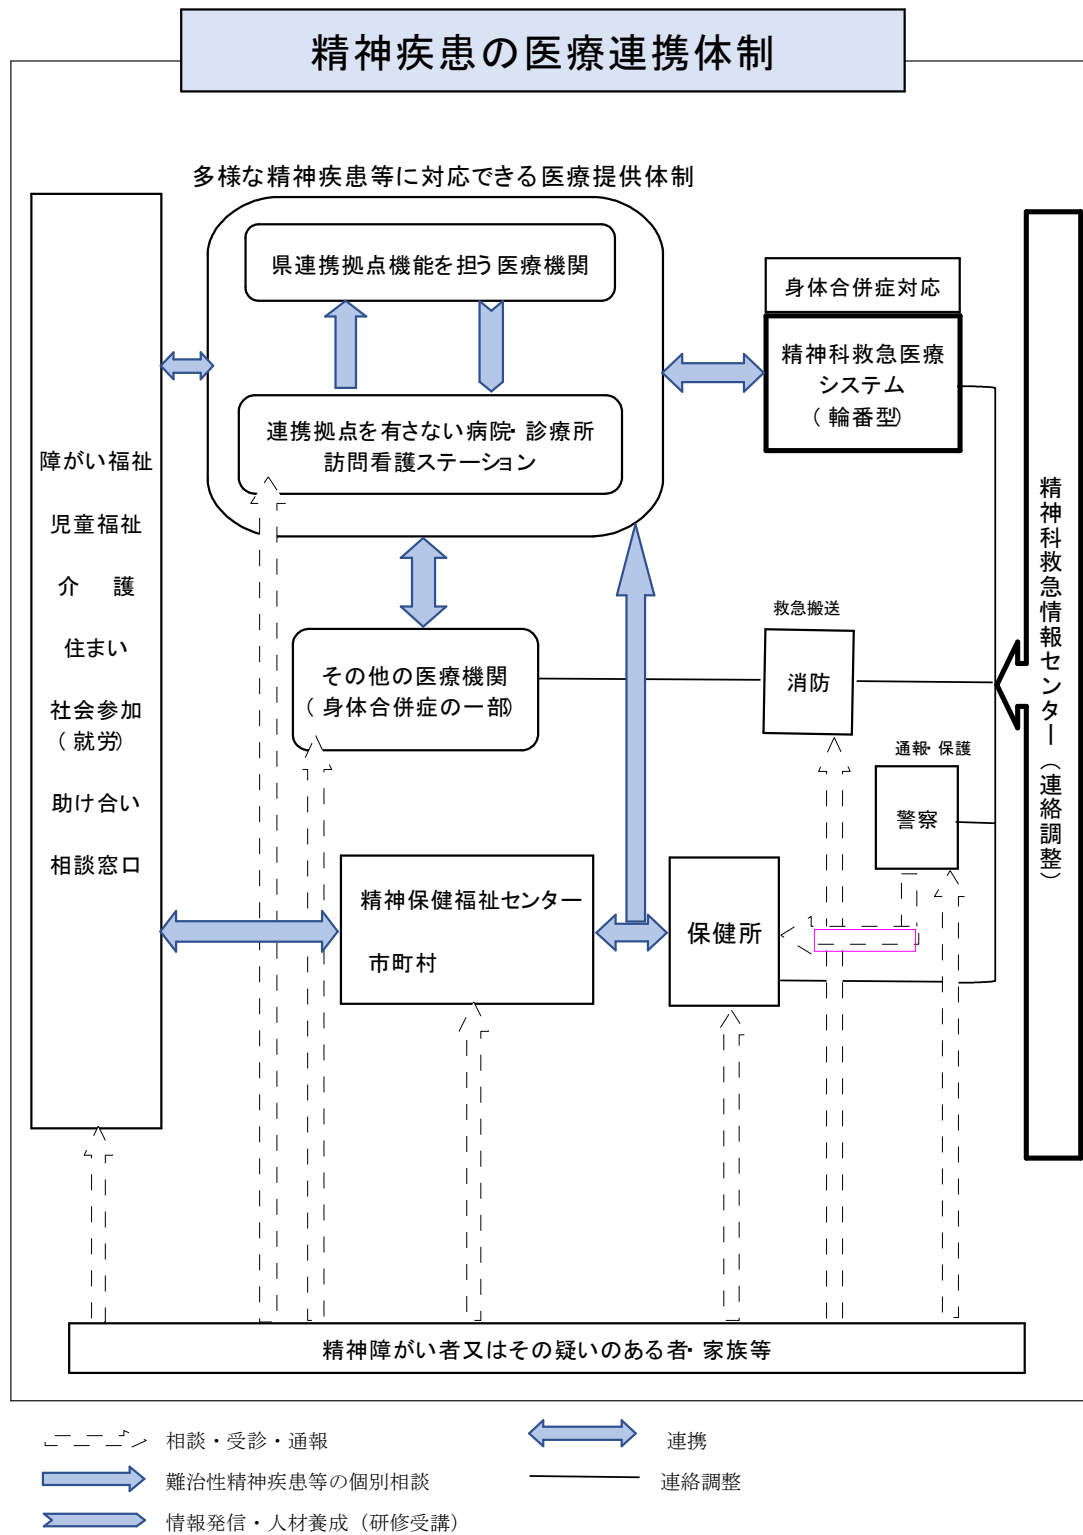 精神疾患の医療連携体制
多様な精神疾患等に対応できる医療提供体制
県連携拠点機能を担う医療機関
連携拠点を有さない病院・診療所
訪問看護ステーション
身体合併症対応
精神科救急医療
システム
（輪番型）
障がい福祉
児童福祉
介　護
住まい
社会参加
（就労）
助け合い
相談窓口
その他の医療機関
（身体合併症の一部）
救急搬送
消防
通報・保護
警察
精神科救急情報センター（連絡調整）
精神保健福祉センター
市町村
保健所
精神障がい者又はその疑いのある者・家族等
相談・受診・通報
連携
難治性精神疾患等の個別相談
連絡調整
情報発信・人材養成（研修受講）